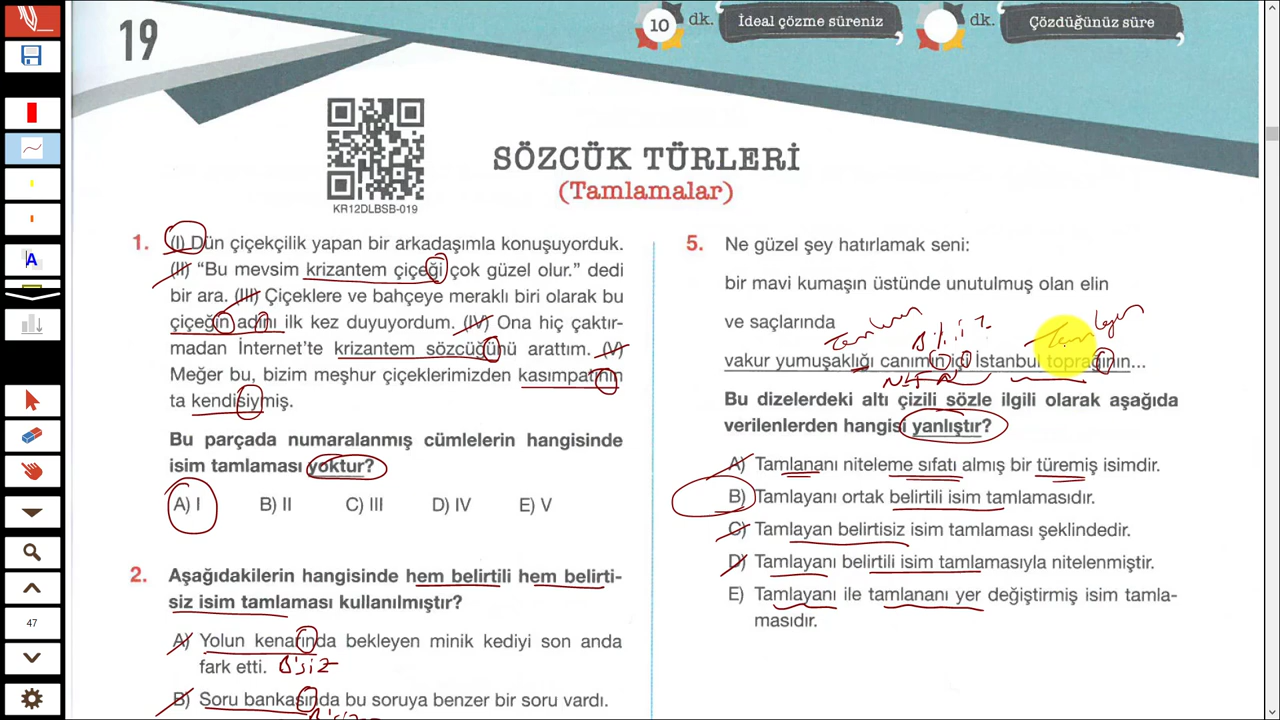 19
10 dk. İdeal çözme süreniz
dk. Çözdüğünüz süre
KR12DLBSB-019
SÖZCÜK TÜRLERİ
(Tamlamalar)
1. (I) Dün çiçekçilik yapan bir arkadaşımla konuşuyorduk.
(II) “Bu mevsim krizantem çiçeği çok güzel olur.” dedi
bir ara. (III) Çiçeklere ve bahçeye meraklı biri olarak bu
çiçeğin adını ilk kez duyuyordum. (IV) Ona hiç çaktır-
madan İnternet’te krizantem sözcüğünü arattım. (V)
Meğer bu, bizim meşhur çiçeklerimizden kasımpatının
ta kendisiymiş.
Bu parçada numaralanmış cümlelerin hangisinde
isim tamlaması yoktur?
A) I B) II C) III D) IV E) V
2. Aşağıdakilerin hangisinde hem belirtili hem belirti-
siz isim tamlaması kullanılmıştır?
A) Yolun kenarında bekleyen minik kediyi son anda
fark etti. B'siz
B) Soru bankasında bu soruya benzer bir soru vardı.
B'siz
5. Ne güzel şey hatırlamak seni:
bir mavi kumaşın üstünde unutulmuş olan elin
ve saçlarında
Tamlanan B'li i T. Tamlayan
vakur yumuşaklığı canımın içi İstanbul toprağının...
Bu dizelerdeki altı çizili sözle ilgili olarak aşağıda
verilenlerden hangisi yanlıştır?
A) Tamlananı niteleme sıfatı almış bir türemiş isimdir.
B) Tamlayanı ortak belirtili isim tamlamasıdır.
C) Tamlayan belirtisiz isim tamlaması şeklindedir.
D) Tamlayanı belirtili isim tamlamasıyla nitelenmiştir.
E) Tamlayanı ile tamlananı yer değiştirmiş isim tamla-
masıdır.
A
47